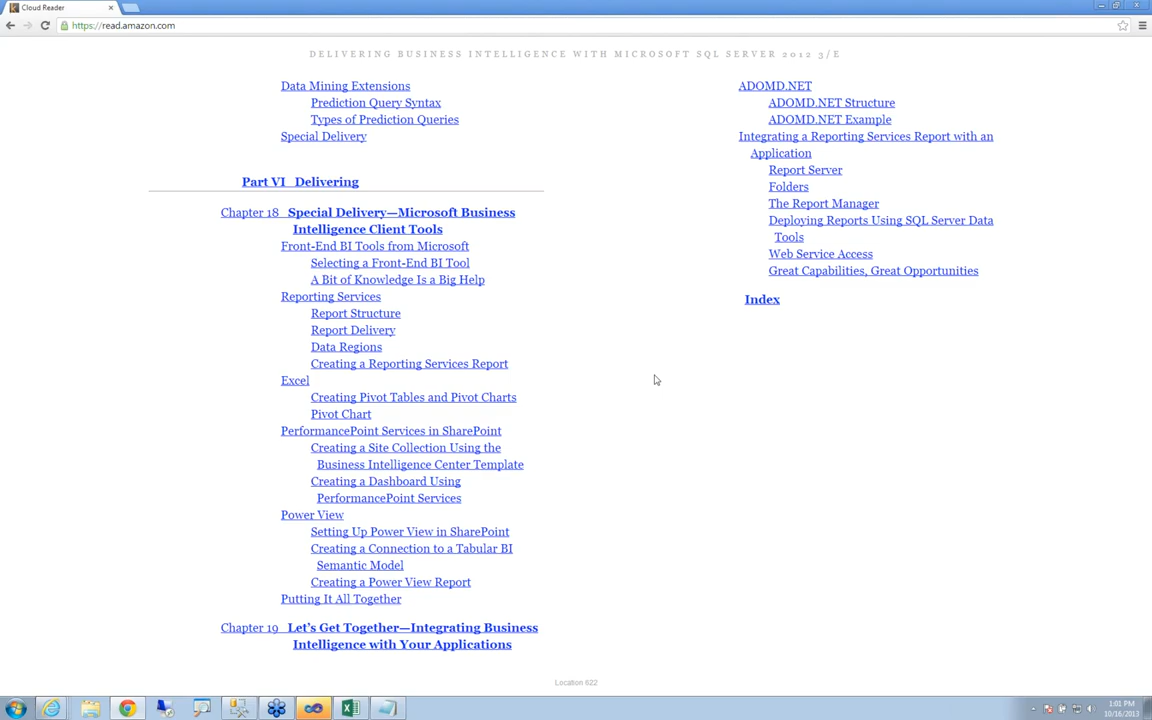 Cloud Reader
https://read.amazon.com
DELIVERING BUSINESS INTELLIGENCE WITH MICROSOFT SQL SERVER 2012 3/E
Data Mining Extensions
Prediction Query Syntax
Types of Prediction Queries
Special Delivery
Part VI Delivering
Chapter 18 Special Delivery—Microsoft Business
Intelligence Client Tools
Front-End BI Tools from Microsoft
Selecting a Front-End BI Tool
A Bit of Knowledge Is a Big Help
Reporting Services
Report Structure
Report Delivery
Data Regions
Creating a Reporting Services Report
Excel
Creating Pivot Tables and Pivot Charts
Pivot Chart
PerformancePoint Services in SharePoint
Creating a Site Collection Using the
Business Intelligence Center Template
Creating a Dashboard Using
PerformancePoint Services
Power View
Setting Up Power View in SharePoint
Creating a Connection to a Tabular BI
Semantic Model
Creating a Power View Report
Putting It All Together
Chapter 19 Let's Get Together—Integrating Business
Intelligence with Your Applications
ADOMD.NET
ADOMD.NET Structure
ADOMD.NET Example
Integrating a Reporting Services Report with an
Application
Report Server
Folders
The Report Manager
Deploying Reports Using SQL Server Data
Tools
Web Service Access
Great Capabilities, Great Opportunities
Index
Location 622
1:01 PM
10/16/2013